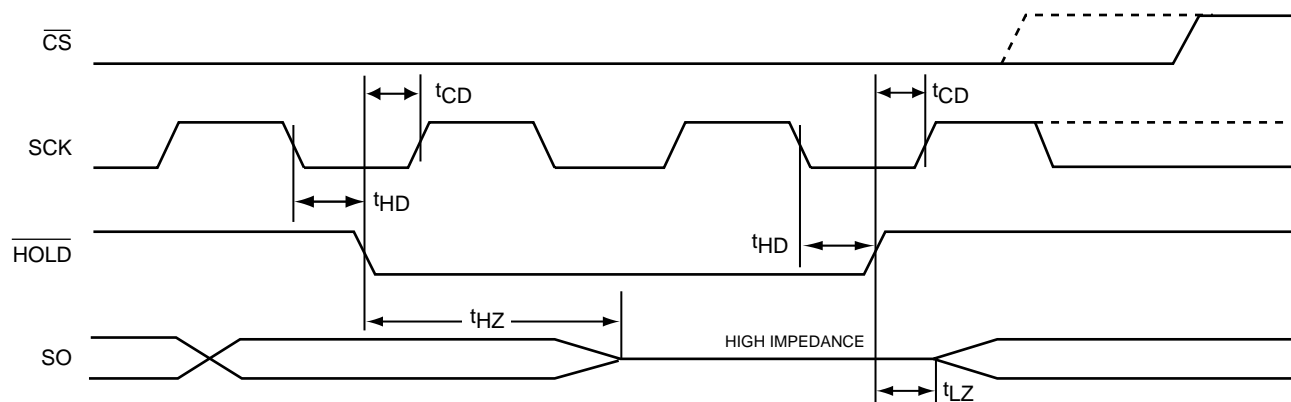 CS
tCD
tCD
SCK
tHD
HOLD
tHD
tHZ
HIGH IMPEDANCE
SO
tLZ